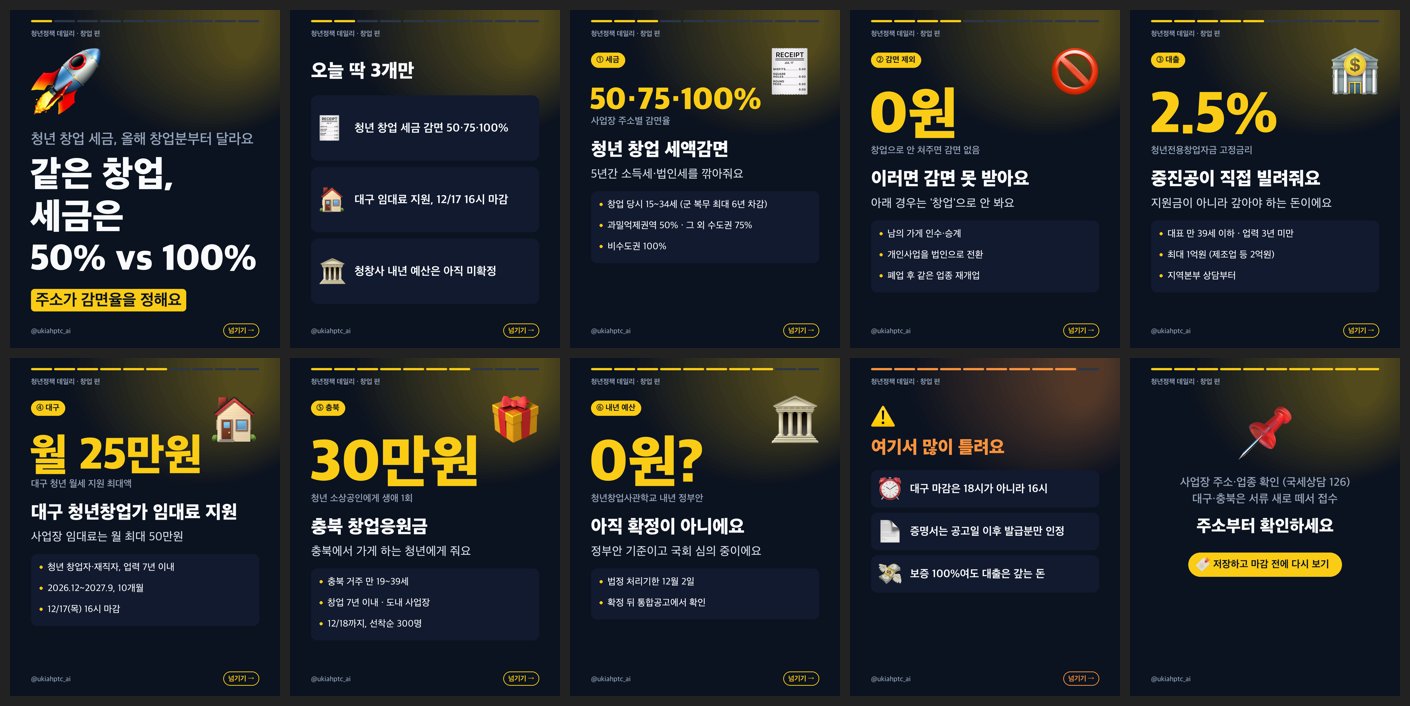 청년정책 데일리 · 창업 편
청년 창업 세금, 올해 창업분부터 달라요
같은 창업,
세금은
50% vs 100%
주소가 감면율을 정해요
@ukiahptc_ai
넘기기 →
청년정책 데일리 · 창업 편
오늘 딱 3개만
청년 창업 세금 감면 50·75·100%
대구 임대료 지원, 12/17 16시 마감
청창사 내년 예산은 아직 미확정
@ukiahptc_ai
넘기기 →
청년정책 데일리 · 창업 편
① 세금
RECEIPT
50·75·100%
사업장 주소별 감면율
청년 창업 세액감면
5년간 소득세·법인세를 깎아줘요
• 창업 당시 15~34세 (군 복무 최대 6년 차감)
• 과밀억제권역 50% · 그 외 수도권 75%
• 비수도권 100%
@ukiahptc_ai
넘기기 →
청년정책 데일리 · 창업 편
② 감면 제외
0원
창업으로 안 쳐주면 감면 없음
이러면 감면 못 받아요
아래 경우는 '창업'으로 안 봐요
• 남의 가게 인수·승계
• 개인사업을 법인으로 전환
• 폐업 후 같은 업종 재개업
@ukiahptc_ai
넘기기 →
청년정책 데일리 · 창업 편
③ 대출
$
2.5%
청년전용창업자금 고정금리
중진공이 직접 빌려줘요
지원금이 아니라 갚아야 하는 돈이에요
• 대표 만 39세 이하 · 업력 3년 미만
• 최대 1억원 (제조업 등 2억원)
• 지역본부 상담부터
@ukiahptc_ai
넘기기 →
청년정책 데일리 · 창업 편
④ 대구
월 25만원
대구 청년 월세 지원 최대액
대구 청년창업가 임대료 지원
사업장 임대료는 월 최대 50만원
• 청년 창업자·재직자, 업력 7년 이내
• 2026.12~2027.9, 10개월
• 12/17(목) 16시 마감
@ukiahptc_ai
넘기기 →
청년정책 데일리 · 창업 편
⑤ 충북
30만원
청년 소상공인에게 생애 1회
충북 창업응원금
충북에서 가게 하는 청년에게 줘요
• 충북 거주 만 19~39세
• 창업 7년 이내 · 도내 사업장
• 12/18까지, 선착순 300명
@ukiahptc_ai
넘기기 →
청년정책 데일리 · 창업 편
⑥ 내년 예산
0원?
청년창업사관학교 내년 정부안
아직 확정이 아니에요
정부안 기준이고 국회 심의 중이에요
• 법정 처리기한 12월 2일
• 확정 뒤 통합공고에서 확인
@ukiahptc_ai
넘기기 →
청년정책 데일리 · 창업 편
여기서 많이 틀려요
대구 마감은 18시가 아니라 16시
증명서는 공고일 이후 발급분만 인정
보증 100%여도 대출은 갚는 돈
@ukiahptc_ai
넘기기 →
청년정책 데일리 · 창업 편
사업장 주소·업종 확인 (국세상담 126)
대구·충북은 서류 새로 떼서 접수
주소부터 확인하세요
저장하고 마감 전에 다시 보기
@ukiahptc_ai